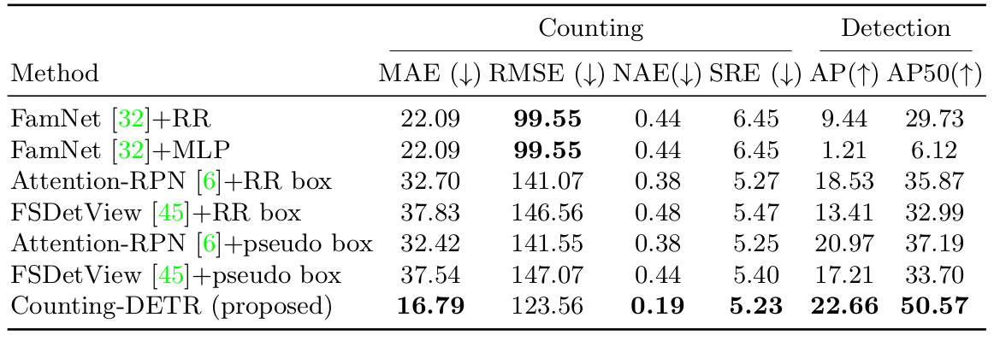 Counting Detection
Method MAE (↓) RMSE (↓) NAE(↓) SRE (↓) AP(↑) AP50(↑)
FamNet [32]+RR 22.09 99.55 0.44 6.45 9.44 29.73
FamNet [32]+MLP 22.09 99.55 0.44 6.45 1.21 6.12
Attention-RPN [6]+RR box 32.70 141.07 0.38 5.27 18.53 35.87
FSDetView [45]+RR box 37.83 146.56 0.48 5.47 13.41 32.99
Attention-RPN [6]+pseudo box 32.42 141.55 0.38 5.25 20.97 37.19
FSDetView [45]+pseudo box 37.54 147.07 0.44 5.40 17.21 33.70
Counting-DETR (proposed) 16.79 123.56 0.19 5.23 22.66 50.57